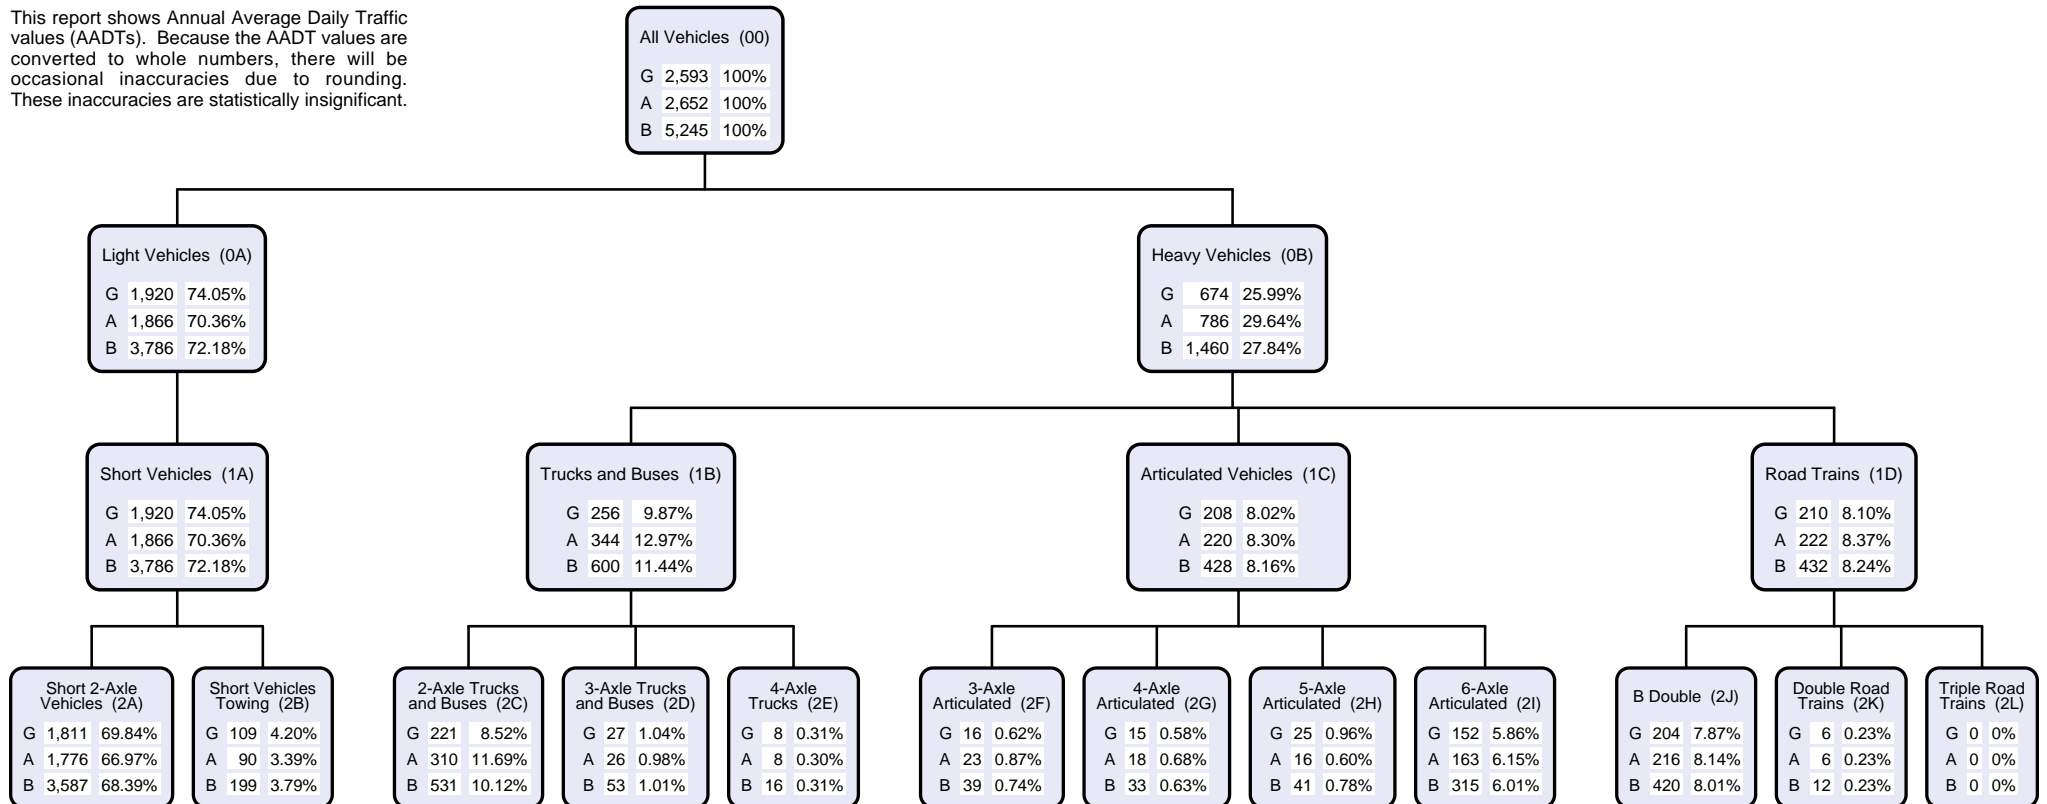 This report shows Annual Average Daily Traffic
values (AADTs). Because the AADT values are
converted to whole numbers, there will be
occasional inaccuracies due to rounding.
These inaccuracies are statistically insignificant.
All Vehicles (00)
G 2,593 100%
A 2,652 100%
B 5,245 100%
Light Vehicles (0A)
G 1,920 74.05%
A 1,866 70.36%
B 3,786 72.18%
Heavy Vehicles (0B)
G 674 25.99%
A 786 29.64%
B 1,460 27.84%
Short Vehicles (1A)
G 1,920 74.05%
A 1,866 70.36%
B 3,786 72.18%
Trucks and Buses (1B)
G 256 9.87%
A 344 12.97%
B 600 11.44%
Articulated Vehicles (1C)
G 208 8.02%
A 220 8.30%
B 428 8.16%
Road Trains (1D)
G 210 8.10%
A 222 8.37%
B 432 8.24%
Short 2-Axle
Vehicles (2A)
G 1,811 69.84%
A 1,776 66.97%
B 3,587 68.39%
Short Vehicles
Towing (2B)
G 109 4.20%
A 90 3.39%
B 199 3.79%
2-Axle Trucks
and Buses (2C)
G 221 8.52%
A 310 11.69%
B 531 10.12%
3-Axle Trucks
and Buses (2D)
G 27 1.04%
A 26 0.98%
B 53 1.01%
4-Axle
Trucks (2E)
G 8 0.31%
A 8 0.30%
B 16 0.31%
3-Axle
Articulated (2F)
G 16 0.62%
A 23 0.87%
B 39 0.74%
4-Axle
Articulated (2G)
G 15 0.58%
A 18 0.68%
B 33 0.63%
5-Axle
Articulated (2H)
G 25 0.96%
A 16 0.60%
B 41 0.78%
6-Axle
Articulated (2I)
G 152 5.86%
A 163 6.15%
B 315 6.01%
B Double (2J)
G 204 7.87%
A 216 8.14%
B 420 8.01%
Double Road
Trains (2K)
G 6 0.23%
A 6 0.23%
B 12 0.23%
Triple Road
Trains (2L)
G 0 0%
A 0 0%
B 0 0%